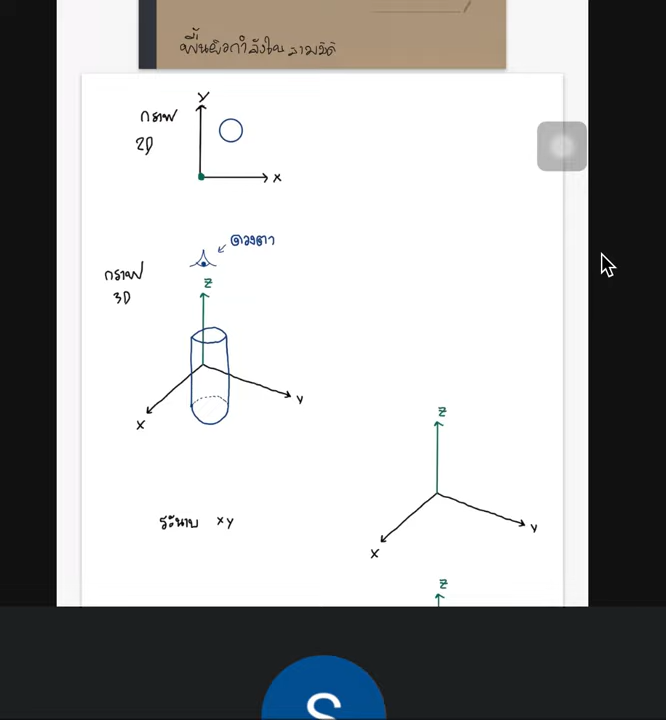 พื้นผิวกำลังใน สามมิติ
กราฟ
2D
y
x
ดวงตา
กราฟ
3D
z
y
x
z
y
x
ระนาบ xy
z
S